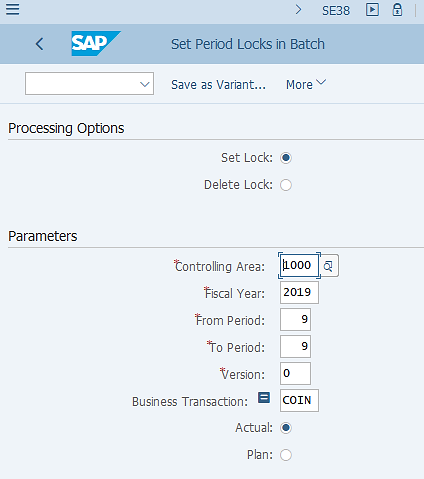 SE38
SAP Set Period Locks in Batch
Save as Variant... More
Processing Options
Set Lock:
Delete Lock:
Parameters
*Controlling Area: 1000
*Fiscal Year: 2019
*From Period: 9
*To Period: 9
*Version: 0
Business Transaction: COIN
Actual:
Plan: